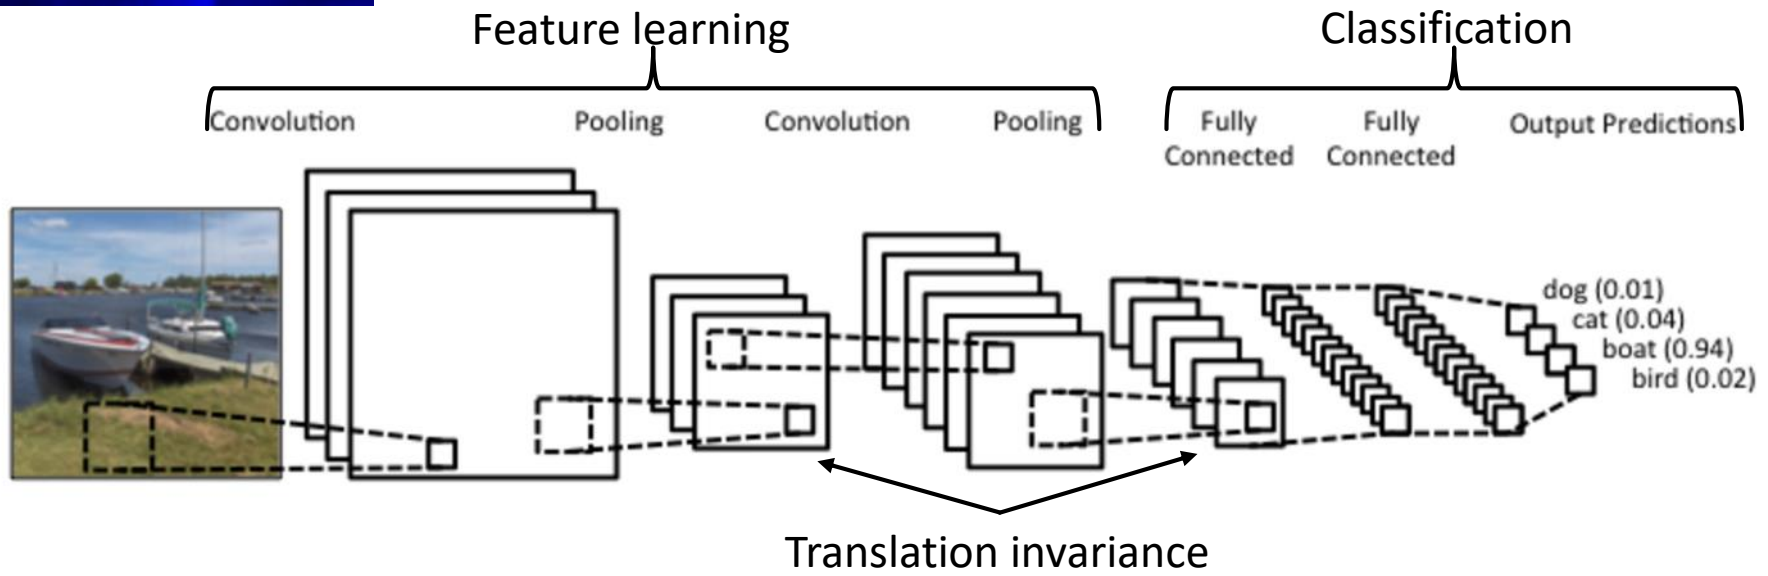 Feature learning
Classification
Convolution
Pooling
Convolution
Pooling
Fully
Connected
Fully
Connected
Output Predictions
dog (0.01)
cat (0.04)
boat (0.94)
bird (0.02)
Translation invariance